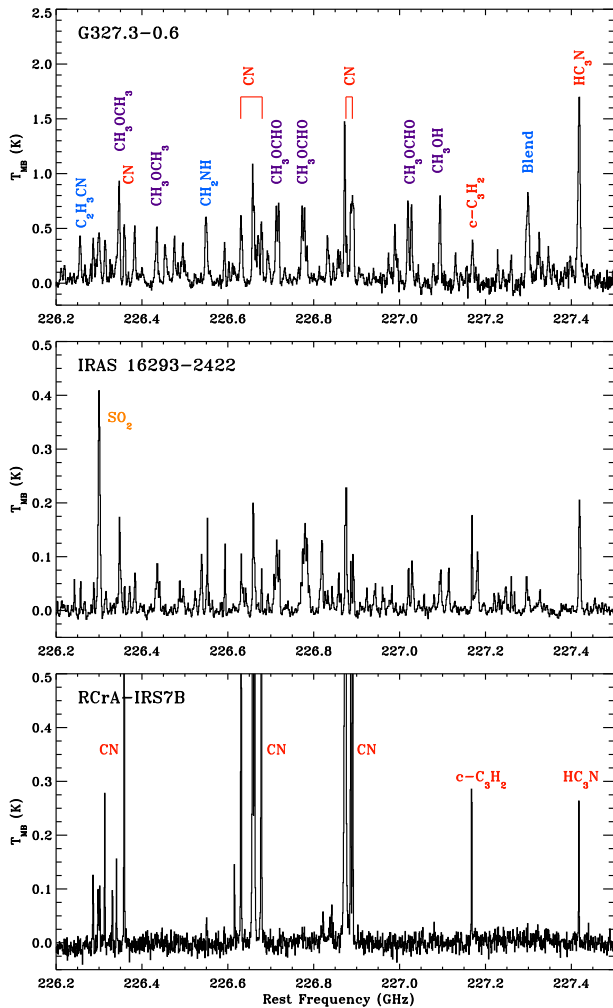 G327.3−0.6
CN
CN
HC3N
CH3OCH3
CN
CH3OCH3
C2H3CN
CH2NH
CH3OCHO
CH3OCHO
CH3OCHO
CH3OH
c−C3H2
Blend
TMB (K)
2.5
2.0
1.5
1.0
0.5
0.0
226.2 226.4 226.6 226.8 227.0 227.2 227.4
IRAS 16293−2422
SO2
TMB (K)
0.5
0.4
0.3
0.2
0.1
0.0
226.2 226.4 226.6 226.8 227.0 227.2 227.4
RCrA−IRS7B
CN
CN
CN
c−C3H2
HC3N
TMB (K)
0.5
0.4
0.3
0.2
0.1
0.0
226.2 226.4 226.6 226.8 227.0 227.2 227.4
Rest Frequency (GHz)